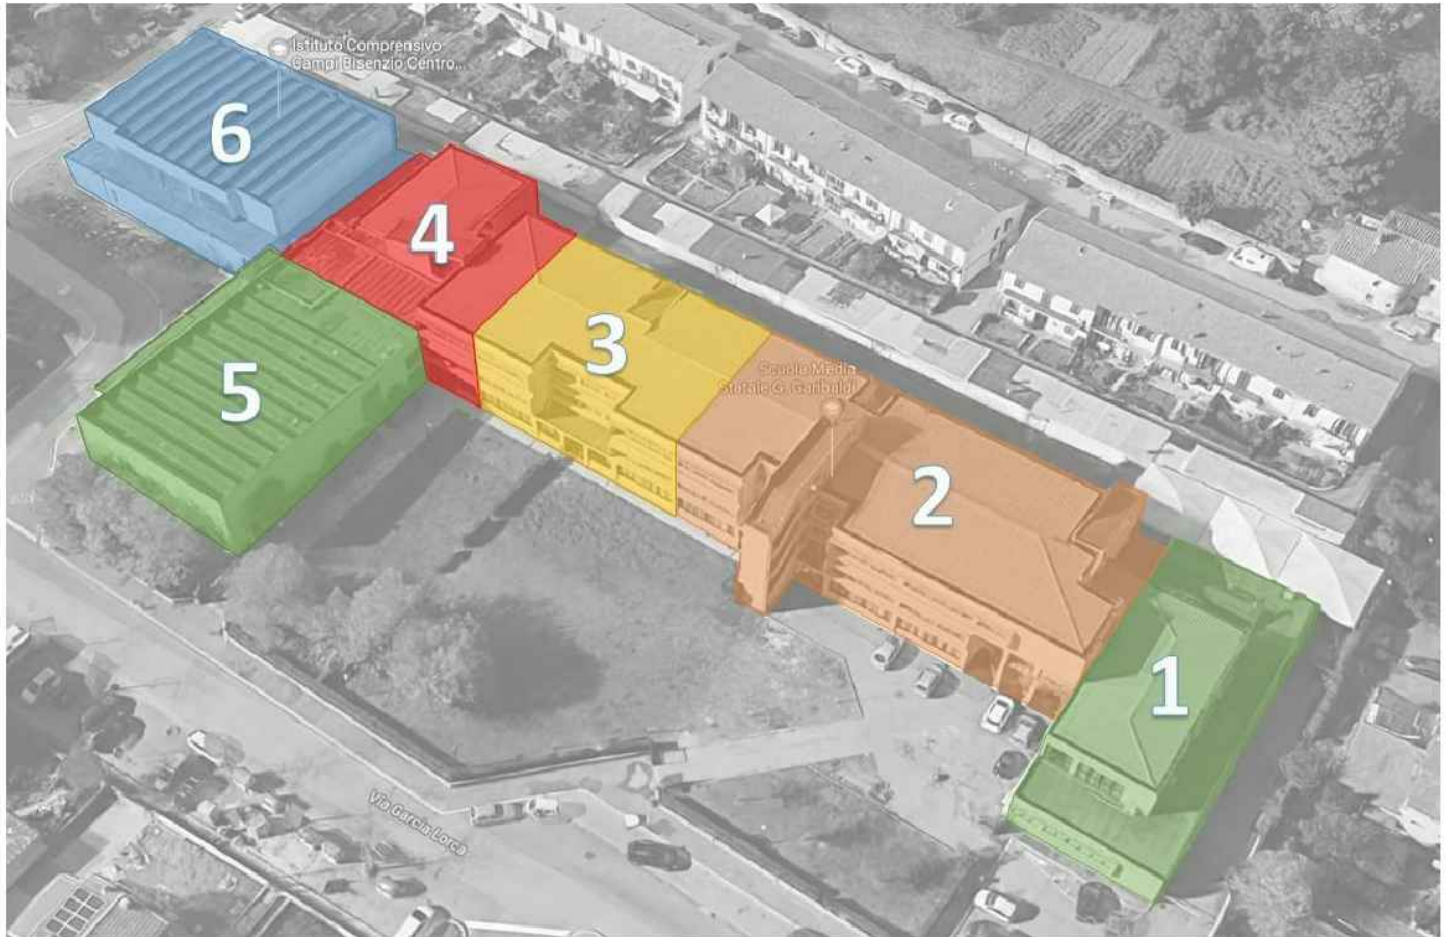 Istituto Comprensivo
Campi Bisenzio Centro...
6
4
3
5
Scuola Media
Statale G. Garibaldi
2
1
Via Garcia Lorca